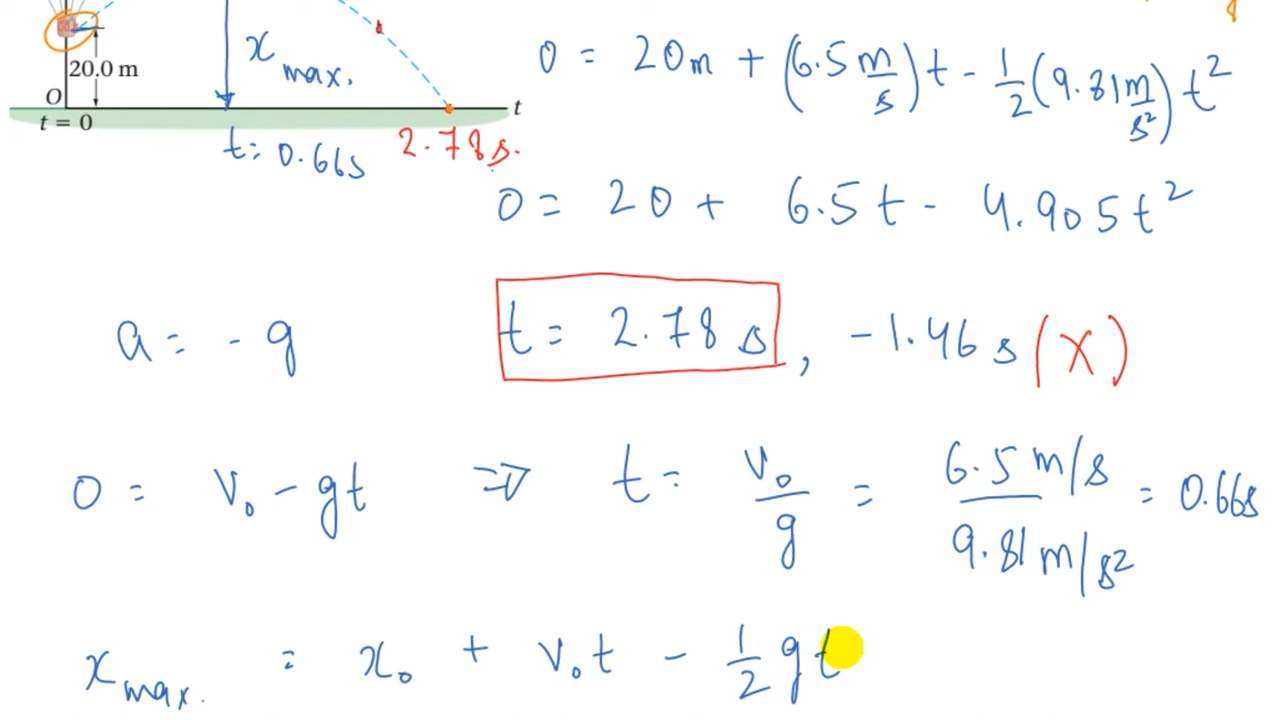 x max.
20.0 m
O
t = 0
t
t: 0.66s 2.78s.
0 = 20m + (6.5 m/s) t - 1/2 (9.81 m/s²) t²
0 = 20 + 6.5t - 4.905t²
a = - g
t = 2.78 s, -1.46 s (X)
0 = v₀ - gt ⇒ t = v₀/g = 6.5 m/s / 9.81 m/s² = 0.66s
x max. = x₀ + v₀t - 1/2 gt